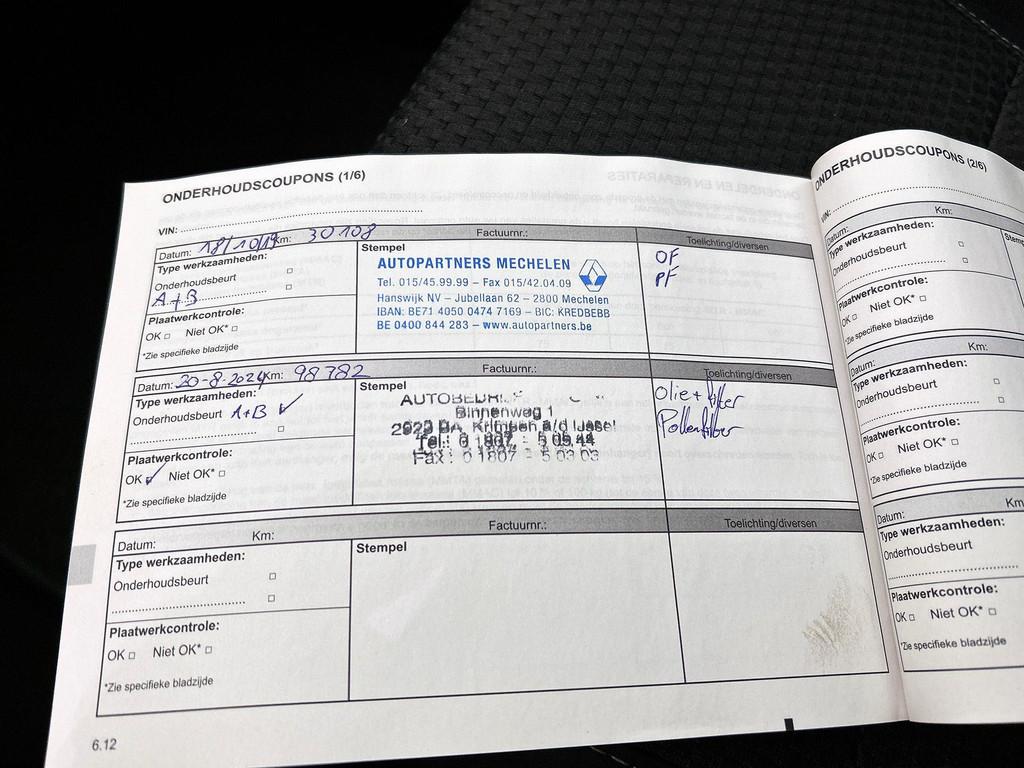 ONDERHOUDSCOUPONS (1/6)
VIN:
Datum: 18/10/19 Km: 30108 Factuurnr.: Toelichting/diversen
Type werkzaamheden:
Onderhoudsbeurt
A+B
Plaatwerkcontrole:
OK Niet OK*
*Zie specifieke bladzijde
Stempel
AUTOPARTNERS MECHELEN
Tel. 015/45.99.99 – Fax 015/42.04.09
Hanswijk NV – Jubellaan 62 – 2800 Mechelen
IBAN: BE71 4050 0474 7169 – BIC: KREDBEBB
BE 0400 844 283 – www.autopartners.be
OF
PF
Datum: 20-8-2024 Km: 98782 Factuurnr.: Toelichting/diversen
Type werkzaamheden:
Onderhoudsbeurt A+B ✓
Plaatwerkcontrole:
OK ✓ Niet OK*
*Zie specifieke bladzijde
Stempel
Binnenweg 1
a/d IJssel
Olie+filter
Pollenfilter
Datum: Km: Factuurnr.: Toelichting/diversen
Type werkzaamheden:
Onderhoudsbeurt
Plaatwerkcontrole:
OK Niet OK*
*Zie specifieke bladzijde
Stempel
6.12
ONDERHOUDSCOUPONS (2/6)
VIN:
Datum: Km:
Type werkzaamheden:
Onderhoudsbeurt
Plaatwerkcontrole:
OK Niet OK*
*Zie specifieke bladzijde
Datum: Km:
Type werkzaamheden:
Onderhoudsbeurt
Plaatwerkcontrole:
OK Niet OK*
*Zie specifieke bladzijde
Datum: Km
Type werkzaamheden:
Onderhoudsbeurt
Plaatwerkcontrole:
OK Niet OK*
*Zie specifieke bladzijde